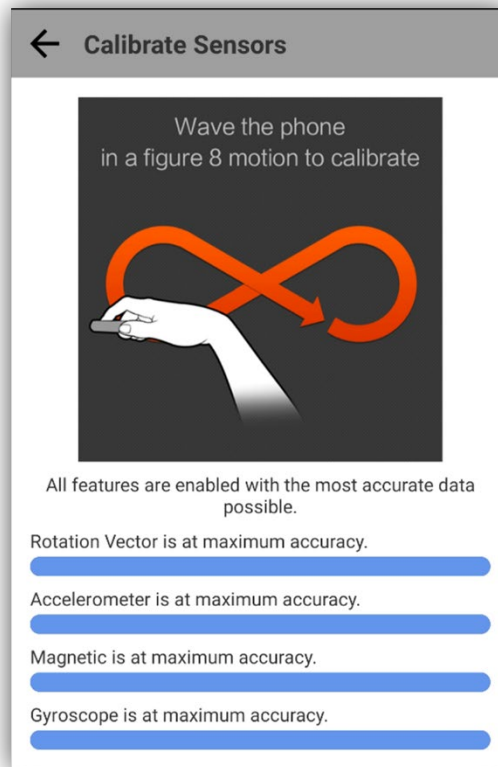 Calibrate Sensors
Wave the phone
in a figure 8 motion to calibrate
All features are enabled with the most accurate data
possible.
Rotation Vector is at maximum accuracy.
Accelerometer is at maximum accuracy.
Magnetic is at maximum accuracy.
Gyroscope is at maximum accuracy.